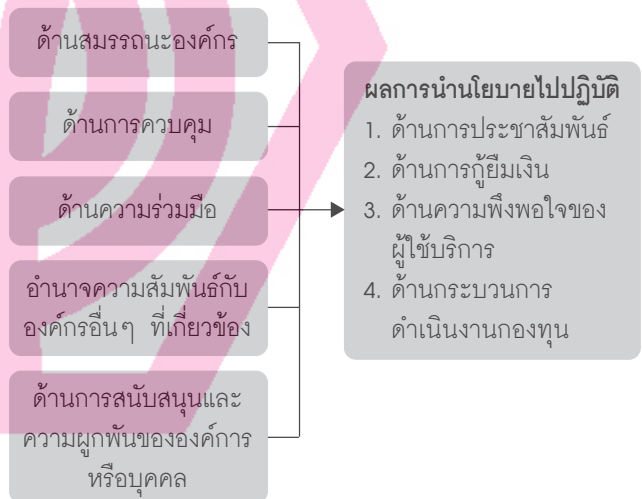 ด้านสมรรถนะองค์กร
ด้านการควบคุม
ด้านความร่วมมือ
อำนาจความสัมพันธ์กับ
องค์กรอื่นๆ ที่เกี่ยวข้อง
ด้านการสนับสนุนและ
ความผูกพันขององค์การ
หรือบุคคล
ผลการนำนโยบายไปปฏิบัติ
1. ด้านการประชาสัมพันธ์
2. ด้านการกู้ยืมเงิน
3. ด้านความพึงพอใจของ
ผู้ใช้บริการ
4. ด้านกระบวนการ
ดำเนินงานกองทุน